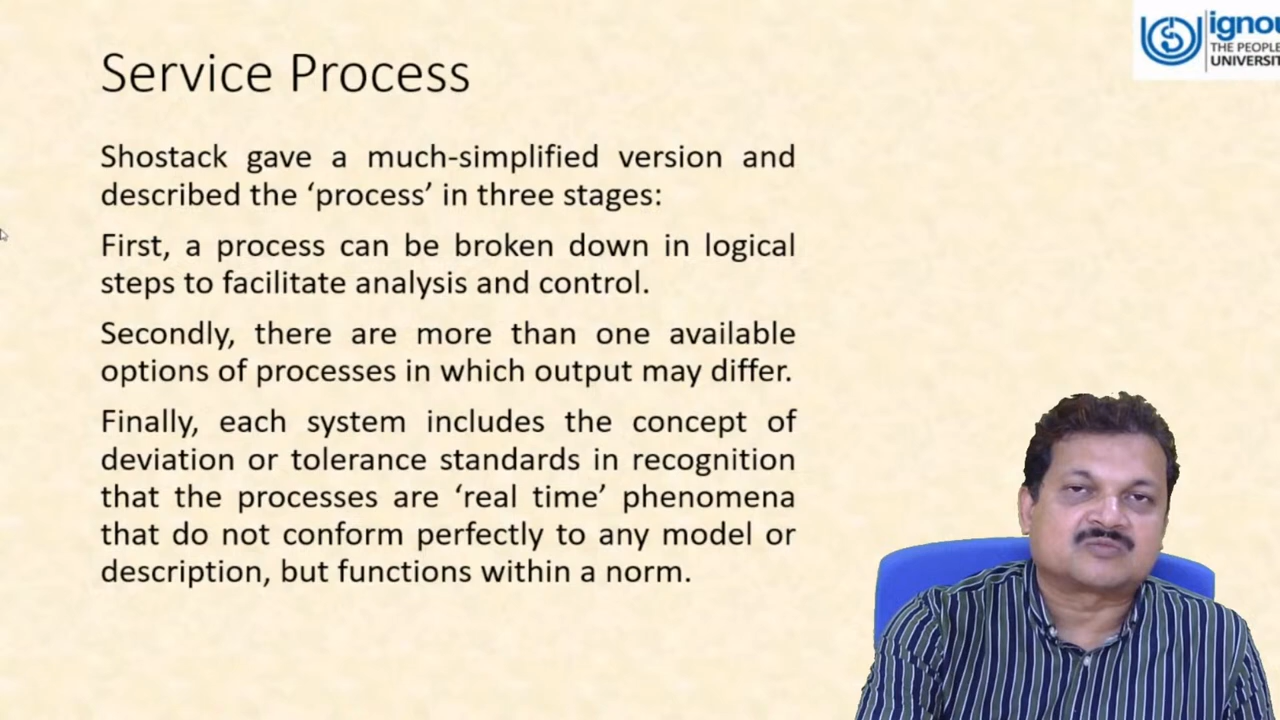 Service Process
ignou
THE PEOPLE
UNIVERSIT
Shostack gave a much-simplified version and
described the ‘process’ in three stages:
First, a process can be broken down in logical
steps to facilitate analysis and control.
Secondly, there are more than one available
options of processes in which output may differ.
Finally, each system includes the concept of
deviation or tolerance standards in recognition
that the processes are ‘real time’ phenomena
that do not conform perfectly to any model or
description, but functions within a norm.